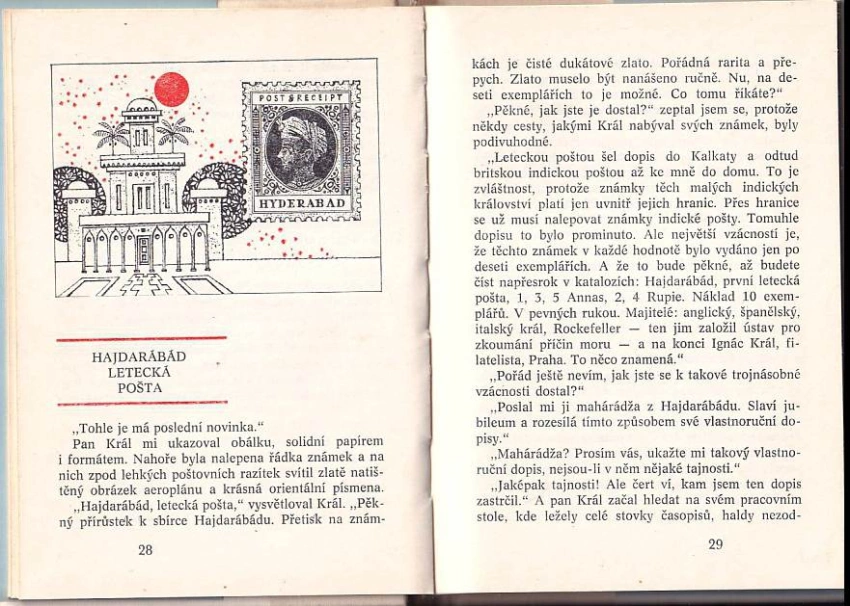 POST & RECEIPT
HYDERABAD
HAJDARÁBÁD
LETECKÁ
POŠTA
„Tohle je má poslední novinka.“
Pan Král mi ukazoval obálku, solidní papírem
i formátem. Nahoře byla nalepena řádka známek a na
nich zpod lehkých poštovních razítek svítil zlatě natiš-
těný obrázek aeroplánu a krásná orientální písmena.
„Hajdarábád, letecká pošta,“ vysvětloval Král. „Pěk-
ný přírůstek k sbírce Hajdarábádu. Přetisk na znám-
28
kách je čisté dukátové zlato. Pořádná rarita a pře-
pych. Zlato muselo být nanášeno ručně. Nu, na de-
seti exemplářích to je možné. Co tomu říkáte?“
„Pěkné, jak jste je dostal?“ zeptal jsem se, protože
někdy cesty, jakými Král nabýval svých známek, byly
podivuhodné.
„Leteckou poštou šel dopis do Kalkaty a odtud
britskou indickou poštou až ke mně do domu. To je
zvláštnost, protože známky těch malých indických
království platí jen uvnitř jejich hranic. Přes hranice
se už musí nalepovat známky indické pošty. Tomuhle
dopisu to bylo prominuto. Ale největší vzácností je,
že těchto známek v každé hodnotě bylo vydáno jen po
deseti exemplářích. A že to bude pěkné, až budete
číst napřesrok v katalozích: Hajdarábád, první letecká
pošta, 1, 3, 5 Annas, 2, 4 Rupie. Náklad 10 exem-
plářů. V pevných rukou. Majitelé: anglický, španělský,
italský král, Rockefeller — ten jim založil ústav pro
zkoumání příčin moru — a na konci Ignác Král, fi-
latelista, Praha. To něco znamená.“
„Pořád ještě nevím, jak jste se k takové trojnásobné
vzácnosti dostal?“
„Poslal mi ji mahárádža z Hajdarábádu. Slaví ju-
bileum a rozesílá tímto způsobem své vlastnoruční do-
pisy.“
„Mahárádža? Prosím vás, ukažte mi takový vlastno-
ruční dopis, nejsou-li v něm nějaké tajnosti.“
„Jaképak tajnosti! Ale čert ví, kam jsem ten dopis
zastrčil.“ A pan Král začal hledat na svém pracovním
stole, kde ležely celé stovky časopisů, haldy nezod-
29